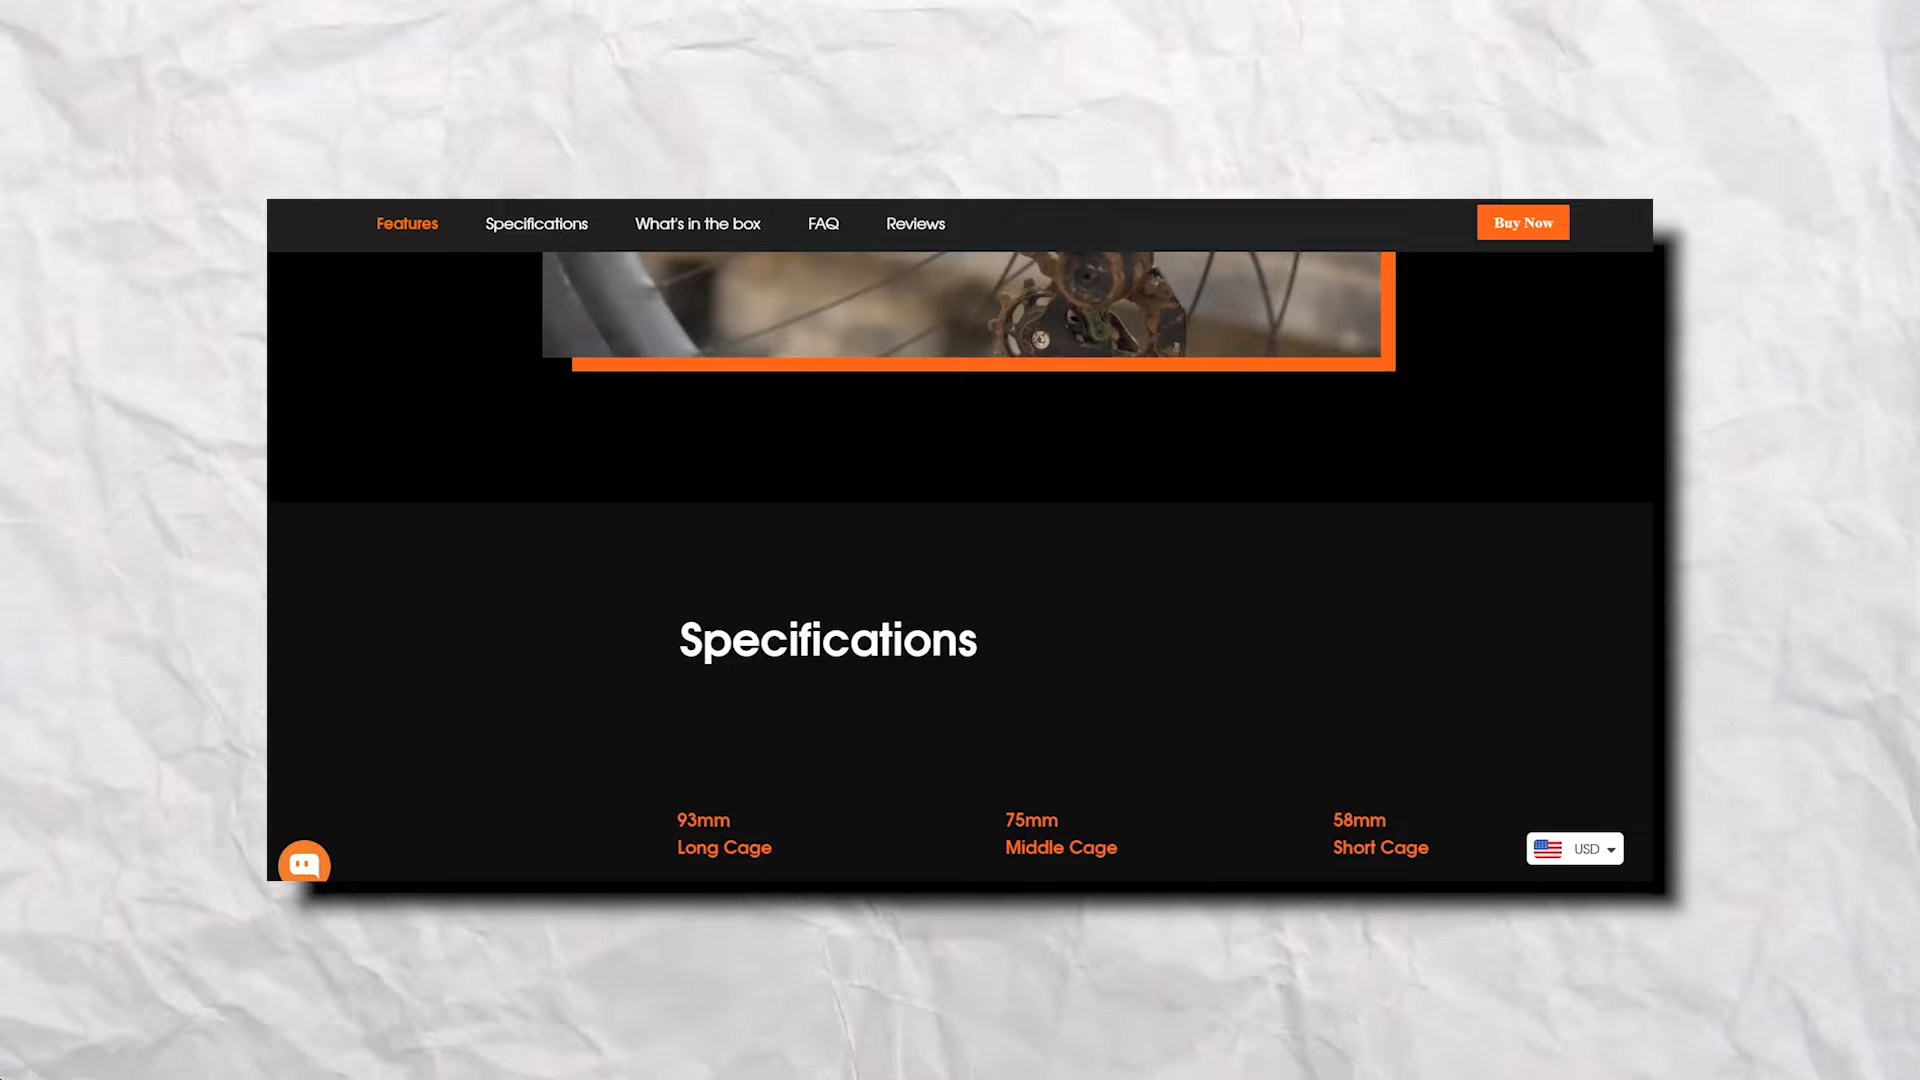 Features Specifications What's in the box FAQ Reviews Buy Now
Specifications
93mm 75mm 58mm
Long Cage Middle Cage Short Cage
USD